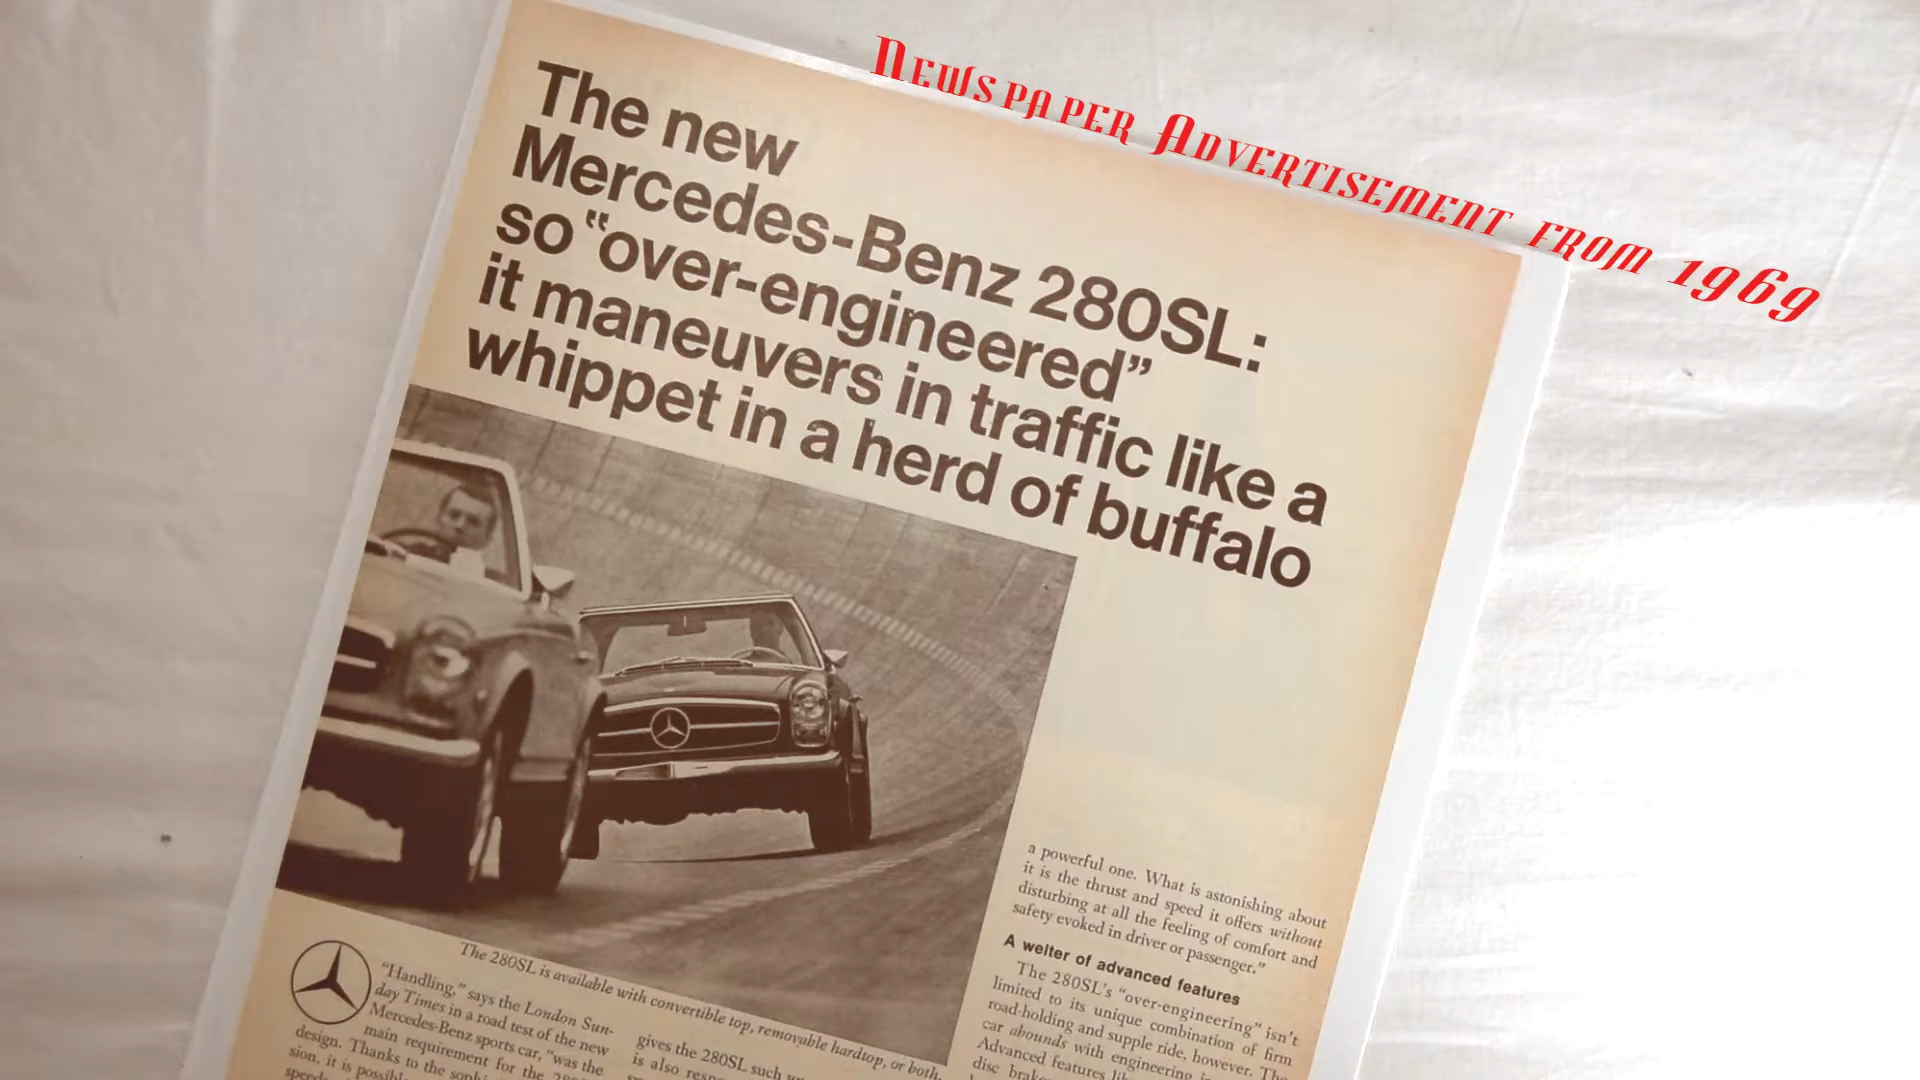 Newspaper Advertisement from 1969
The new
Mercedes-Benz 280SL:
so “over-engineered”
it maneuvers in traffic like a
whippet in a herd of buffalo
The 280SL is available with convertible top, removable hardtop, or both.
“Handling,” says the London Sun-
day Times in a road test of the new
Mercedes-Benz sports car, “was the
main requirement for the
design. Thanks to the
sion, it is
gives the 280SL such
is also
a powerful one. What is astonishing about
it is the thrust and speed it offers without
disturbing at all the feeling of comfort and
safety evoked in driver or passenger.”
A welter of advanced features
The 280SL’s “over-engineering” isn’t
limited to its unique combination of firm
road-holding and supple ride, however. The
car abounds with engineering
Advanced features
disc